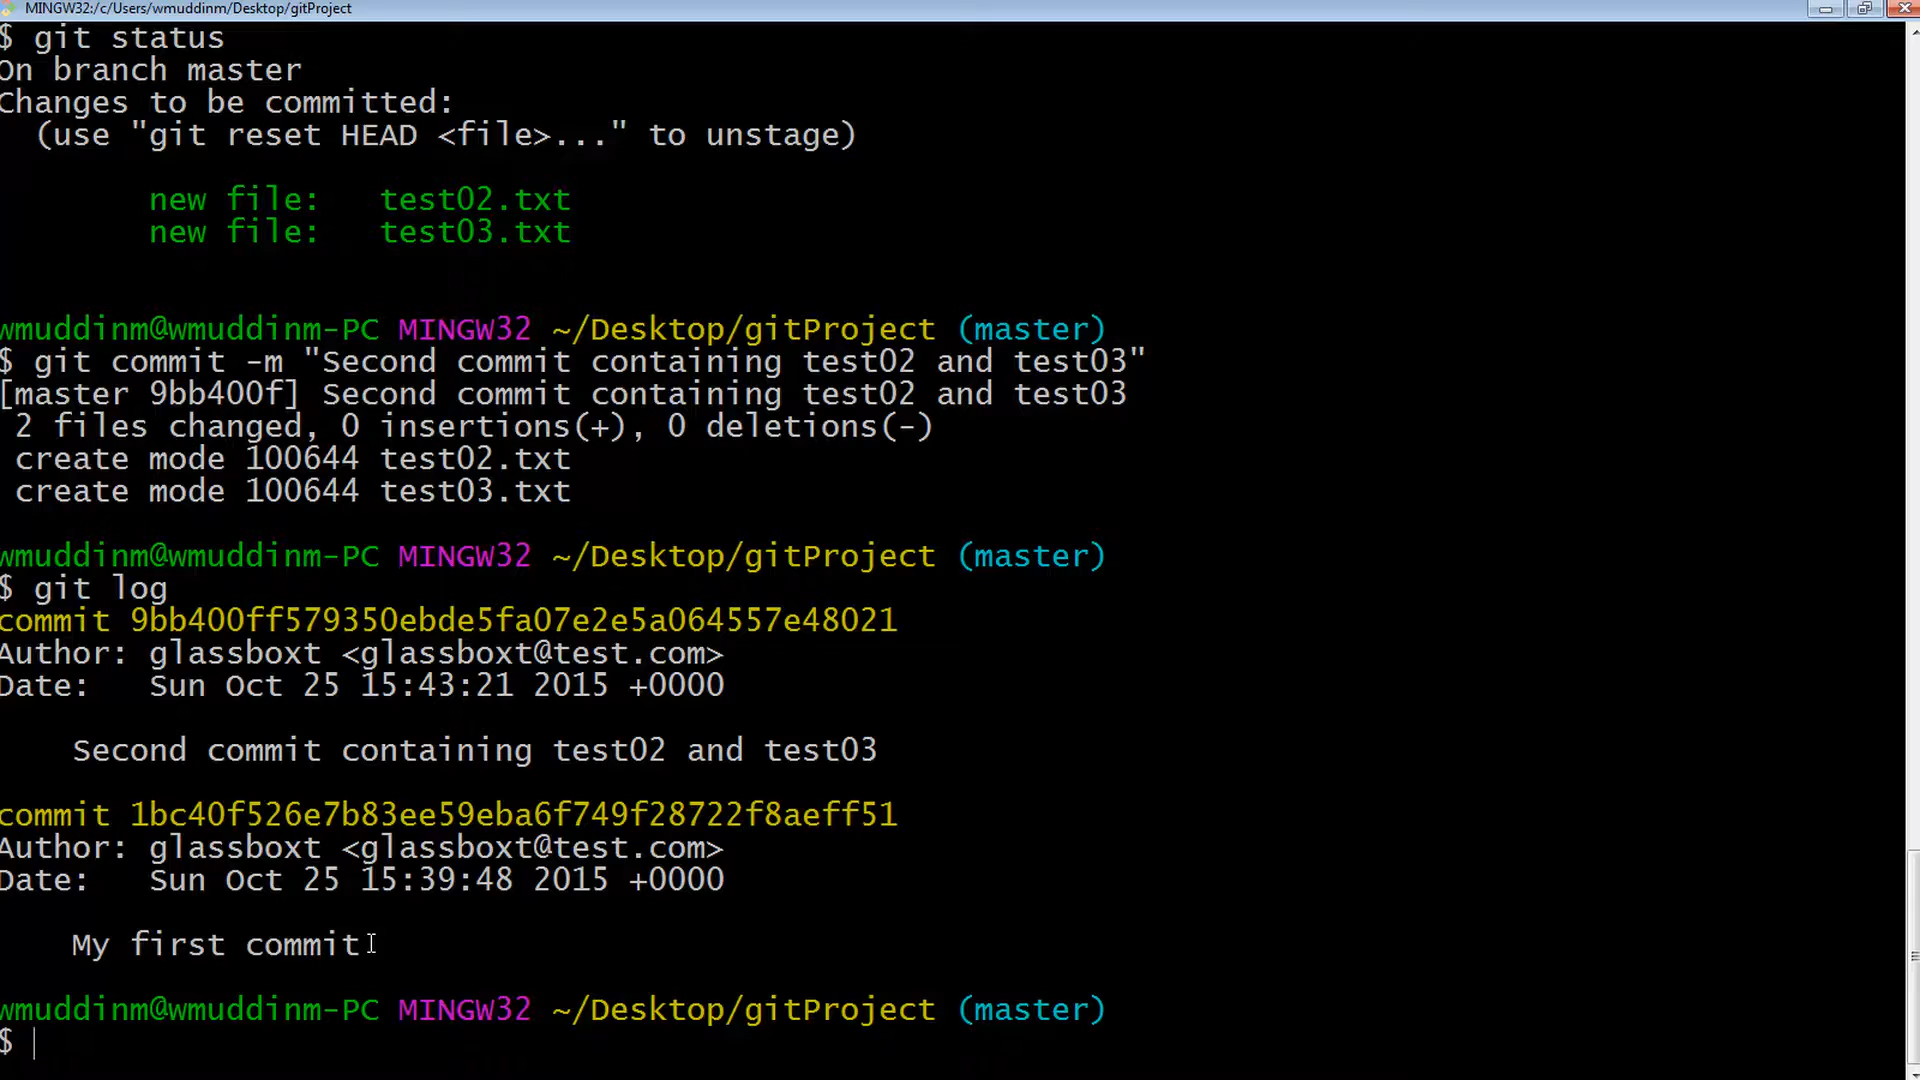 MINGW32:/c/Users/wmuddinm/Desktop/gitProject
$ git status
On branch master
Changes to be committed:
  (use "git reset HEAD <file>..." to unstage)
        new file:   test02.txt
        new file:   test03.txt
wmuddinm@wmuddinm-PC MINGW32 ~/Desktop/gitProject (master)
$ git commit -m "Second commit containing test02 and test03"
[master 9bb400f] Second commit containing test02 and test03
 2 files changed, 0 insertions(+), 0 deletions(-)
 create mode 100644 test02.txt
 create mode 100644 test03.txt
wmuddinm@wmuddinm-PC MINGW32 ~/Desktop/gitProject (master)
$ git log
commit 9bb400ff579350ebde5fa07e2e5a064557e48021
Author: glassboxt <glassboxt@test.com>
Date:   Sun Oct 25 15:43:21 2015 +0000
    Second commit containing test02 and test03
commit 1bc40f526e7b83ee59eba6f749f28722f8aeff51
Author: glassboxt <glassboxt@test.com>
Date:   Sun Oct 25 15:39:48 2015 +0000
    My first commit
wmuddinm@wmuddinm-PC MINGW32 ~/Desktop/gitProject (master)
$